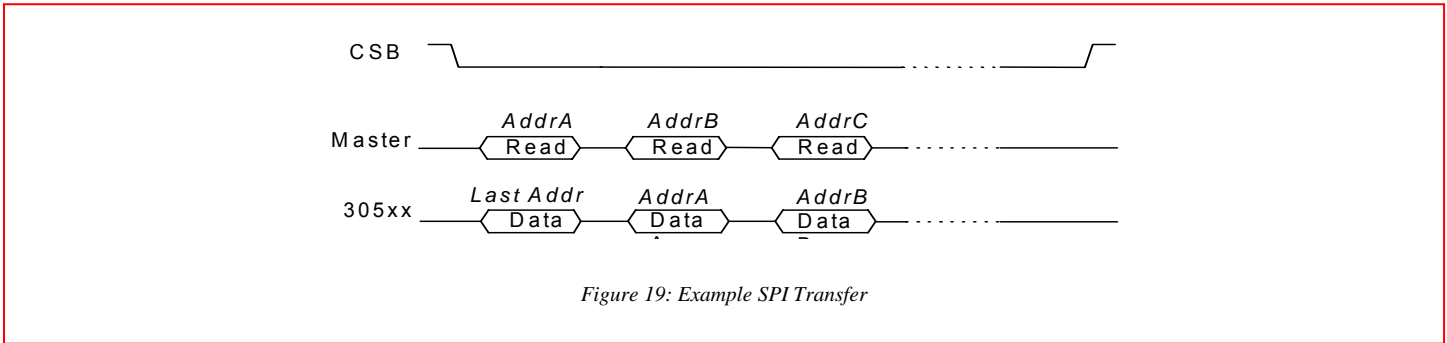 CSB
AddrA AddrB AddrC
Master Read Read Read
Last Addr AddrA AddrB
305xx Data Data Data
Figure 19: Example SPI Transfer